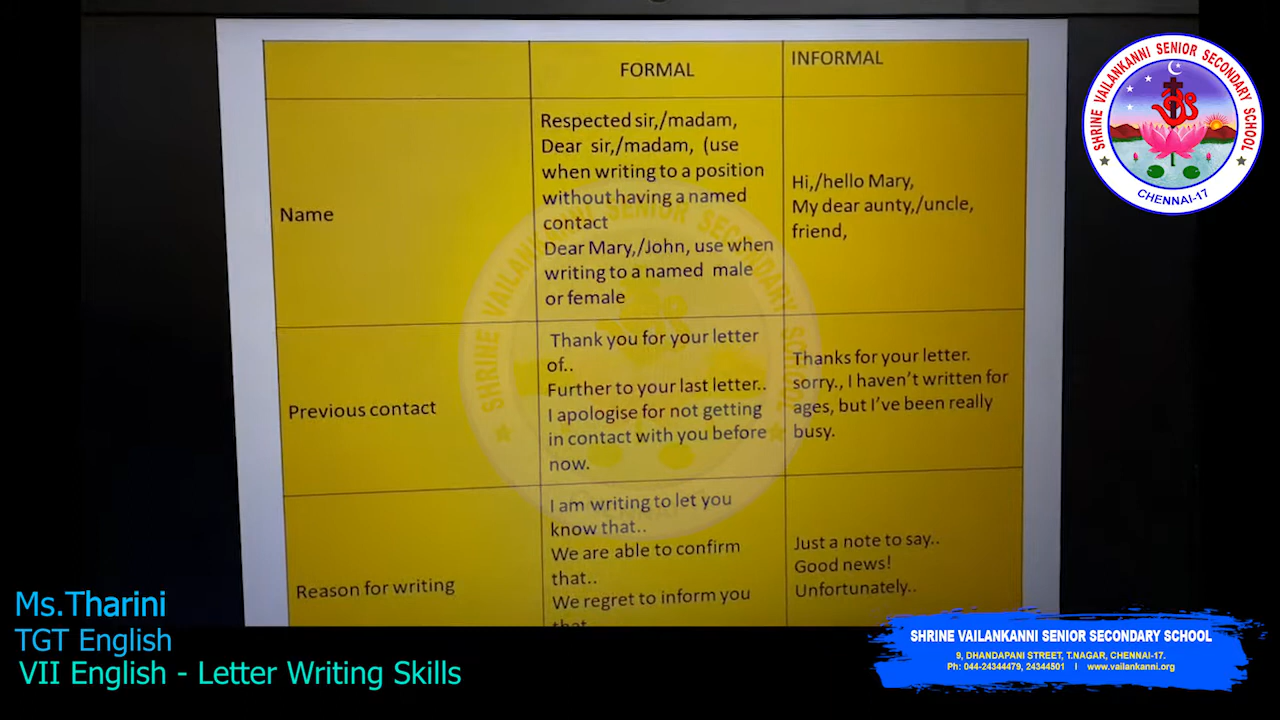 FORMAL
INFORMAL
Name
Respected sir,/madam,
Dear sir,/madam, (use
when writing to a position
without having a named
contact
Dear Mary,/John, use when
writing to a named male
or female
Hi,/hello Mary,
My dear aunty,/uncle,
friend,
Previous contact
Thank you for your letter
of..
Further to your last letter..
I apologise for not getting
in contact with you before
now.
Thanks for your letter.
sorry., I haven't written for
ages, but I've been really
busy.
Reason for writing
I am writing to let you
know that..
We are able to confirm
that..
We regret to inform you
that
Just a note to say..
Good news!
Unfortunately..
SHRINE VAILANKANNI SENIOR SECONDARY SCHOOL
SHRINE VAILANKANNI SENIOR SECONDARY SCHOOL
CHENNAI-17
Ms.Tharini
TGT English
VII English - Letter Writing Skills
SHRINE VAILANKANNI SENIOR SECONDARY SCHOOL
9, DHANDAPANI STREET, T.NAGAR, CHENNAI-17.
Ph: 044-24344479, 24344501 I www.vailankanni.org